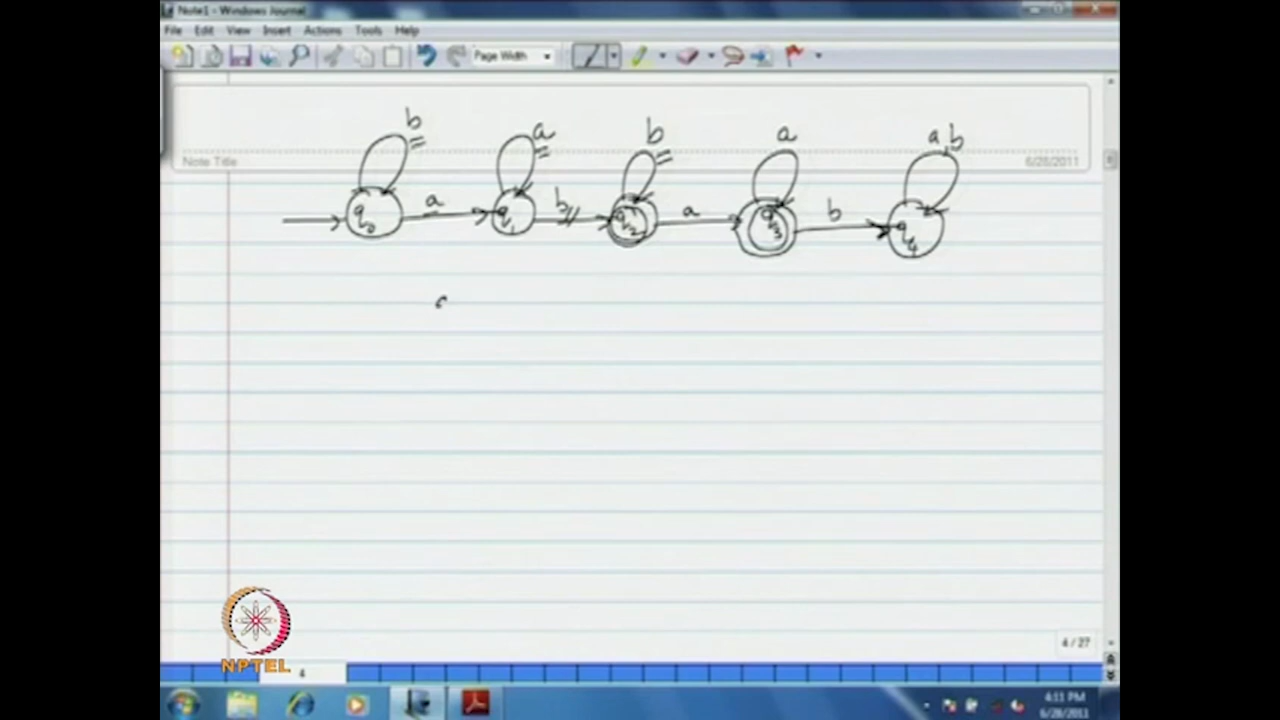 Note1 - Windows Journal
File Edit View Insert Actions Tools Help
Page Width
b a b a a,b
Note Title 6/28/2011
a b a b
q0 q1 q2 q3 q4
4 / 27
NPTEL
4
4:11 PM
6/28/2011